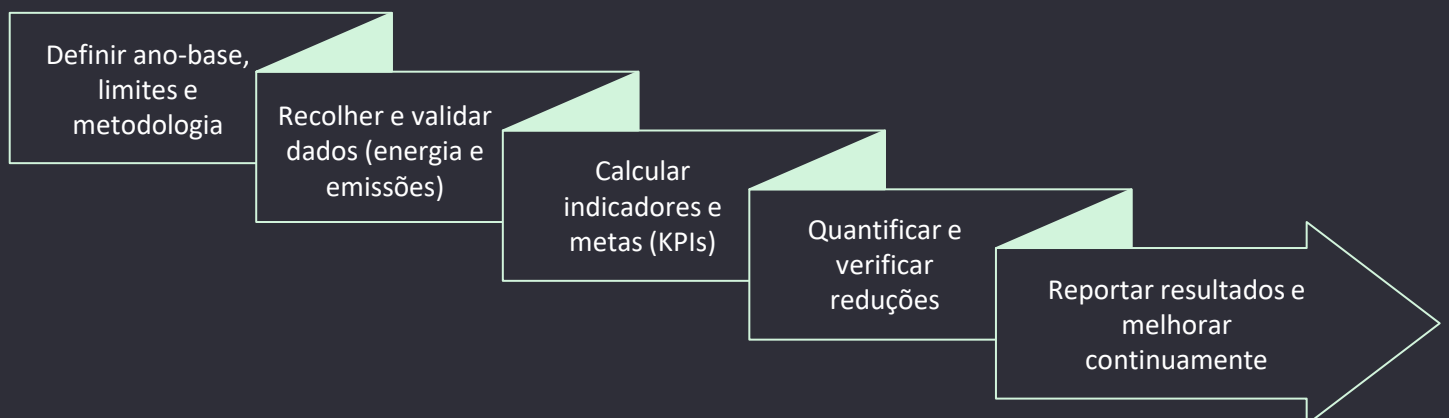 Definir ano-base,
limites e
metodologia
Recolher e validar
dados (energia e
emissões)
Calcular
indicadores e
metas (KPIs)
Quantificar e
verificar
reduções
Reportar resultados e
melhorar
continuamente